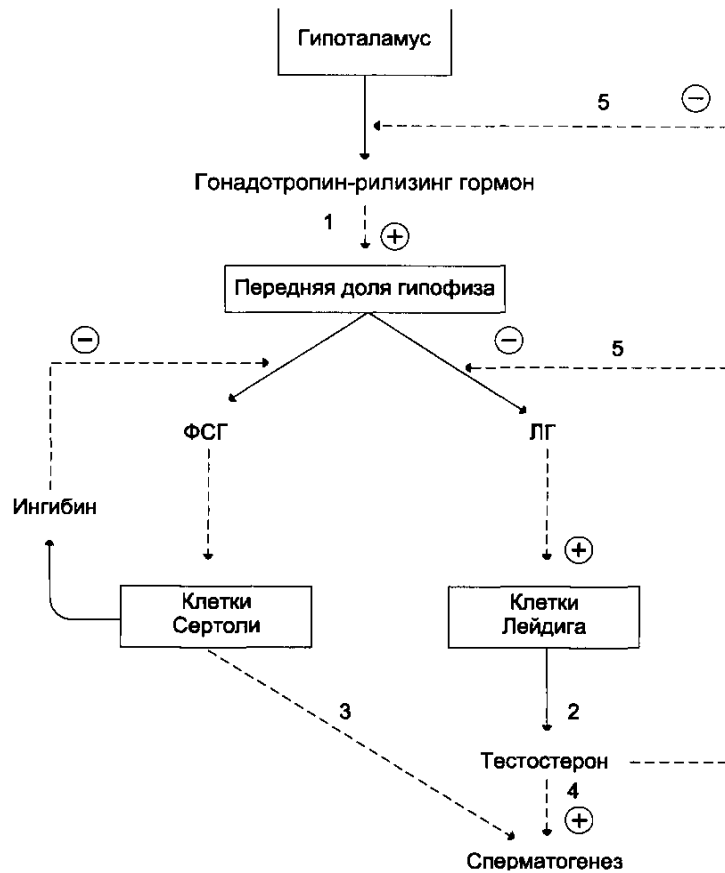 Гипоталамус
5
Гонадотропин-рилизинг гормон
1
Передняя доля гипофиза
5
ФСГ
ЛГ
Ингибин
Клетки
Сертоли
Клетки
Лейдига
3
2
Тестостерон
4
Сперматогенез